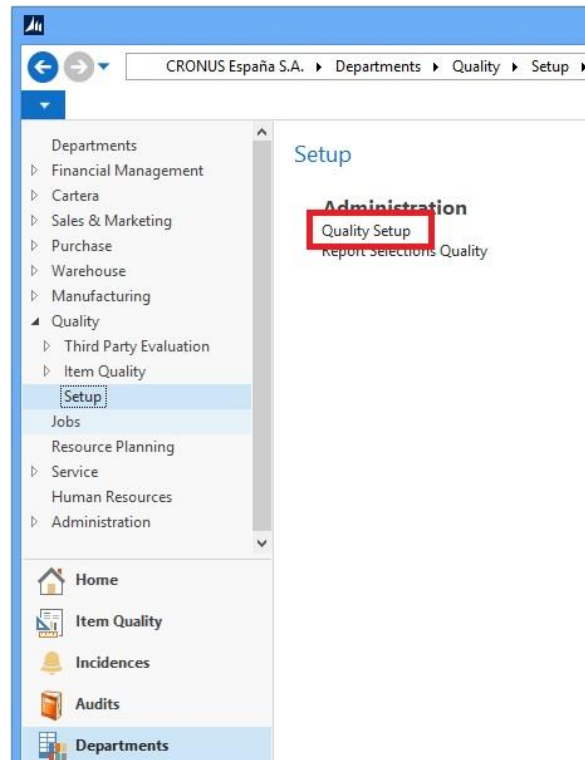 CRONUS España S.A. Departments Quality Setup
Departments
Financial Management
Cartera
Sales & Marketing
Purchase
Warehouse
Manufacturing
Quality
Third Party Evaluation
Item Quality
Setup
Jobs
Resource Planning
Service
Human Resources
Administration
Home
Item Quality
Incidences
Audits
Departments
Setup
Administration
Quality Setup
Report Selections Quality